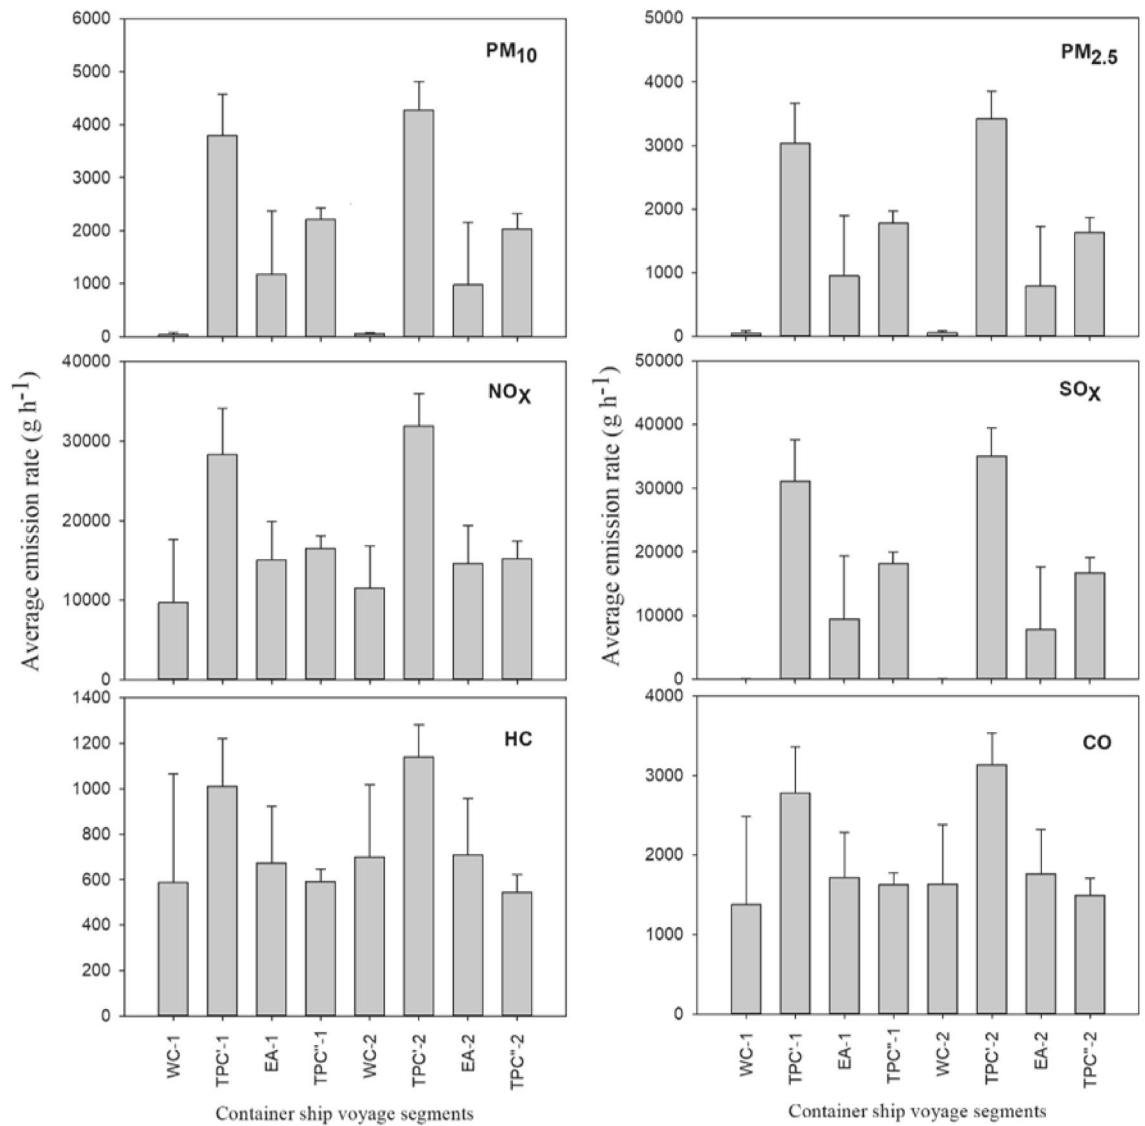 PM10
6000
5000
4000
3000
2000
1000
0
PM2.5
5000
4000
3000
2000
1000
0
Average emission rate (g h-1)
NOX
40000
30000
20000
10000
0
Average emission rate (g h-1)
SOX
50000
40000
30000
20000
10000
0
HC
1400
1200
1000
800
600
400
200
0
CO
4000
3000
2000
1000
0
WC-1
TPC'-1
EA-1
TPC"-1
WC-2
TPC'-2
EA-2
TPC"-2
Container ship voyage segments
WC-1
TPC'-1
EA-1
TPC"-1
WC-2
TPC'-2
EA-2
TPC"-2
Container ship voyage segments